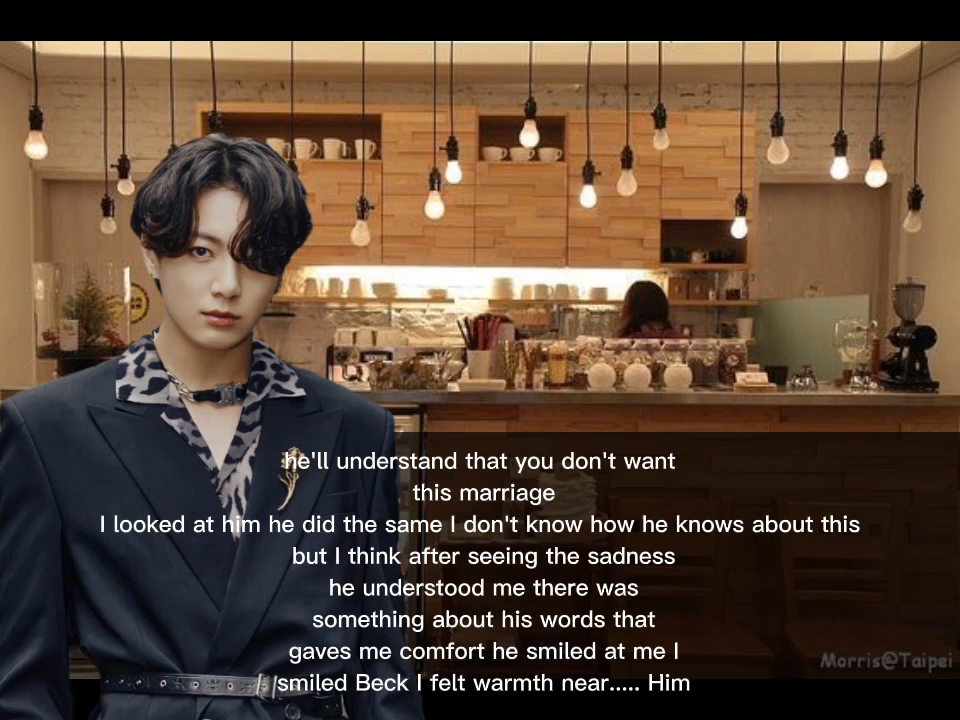 he'll understand that you don't want
this marriage
I looked at him he did the same I don't know how he knows about this
but I think after seeing the sadness
he understood me there was
something about his words that
gaves me comfort he smiled at me I
smiled Beck I felt warmth near..... Him
Morris@Taipei